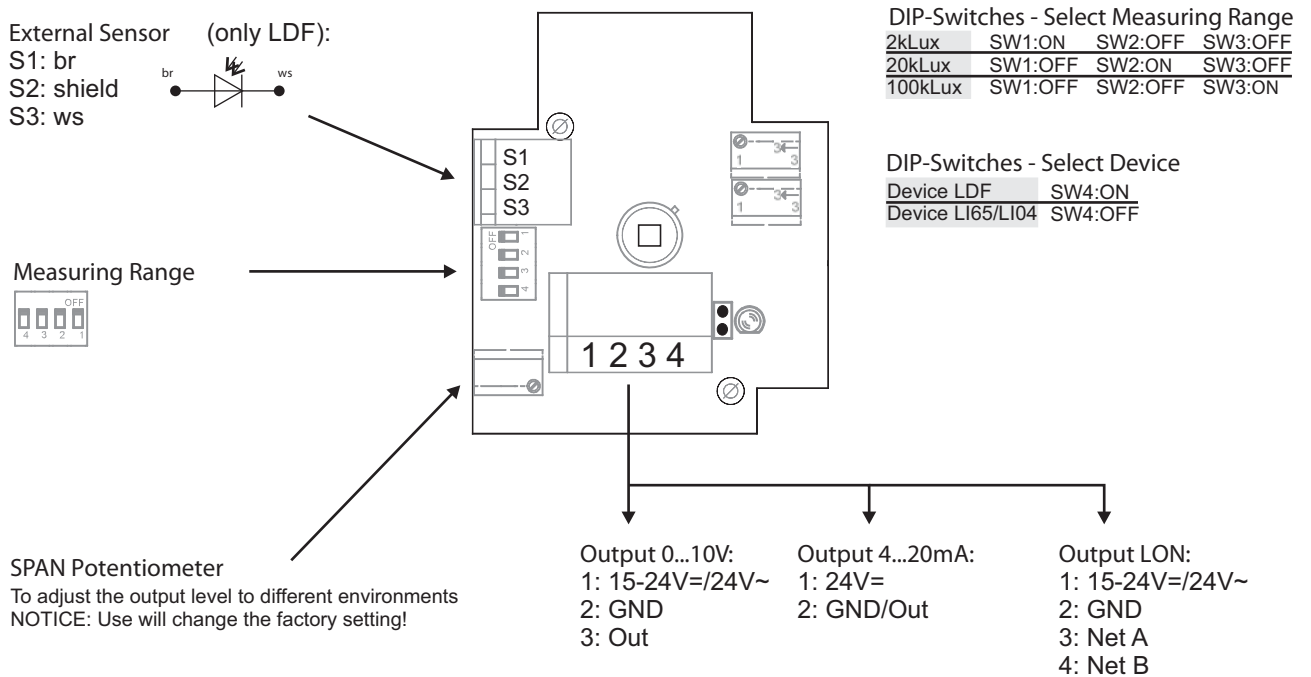 External Sensor (only LDF):
S1: br
S2: shield
S3: ws
br ws
DIP-Switches - Select Measuring Range
2kLux SW1:ON SW2:OFF SW3:OFF
20kLux SW1:OFF SW2:ON SW3:OFF
100kLux SW1:OFF SW2:OFF SW3:ON
DIP-Switches - Select Device
Device LDF SW4:ON
Device LI65/LI04 SW4:OFF
S1
S2
S3
OFF 1
2
3
4
3
1 3
3
1 3
1 2 3 4
Measuring Range
OFF
4 3 2 1
SPAN Potentiometer
To adjust the output level to different environments
NOTICE: Use will change the factory setting!
Output 0...10V:
1: 15-24V=/24V~
2: GND
3: Out
Output 4...20mA:
1: 24V=
2: GND/Out
Output LON:
1: 15-24V=/24V~
2: GND
3: Net A
4: Net B